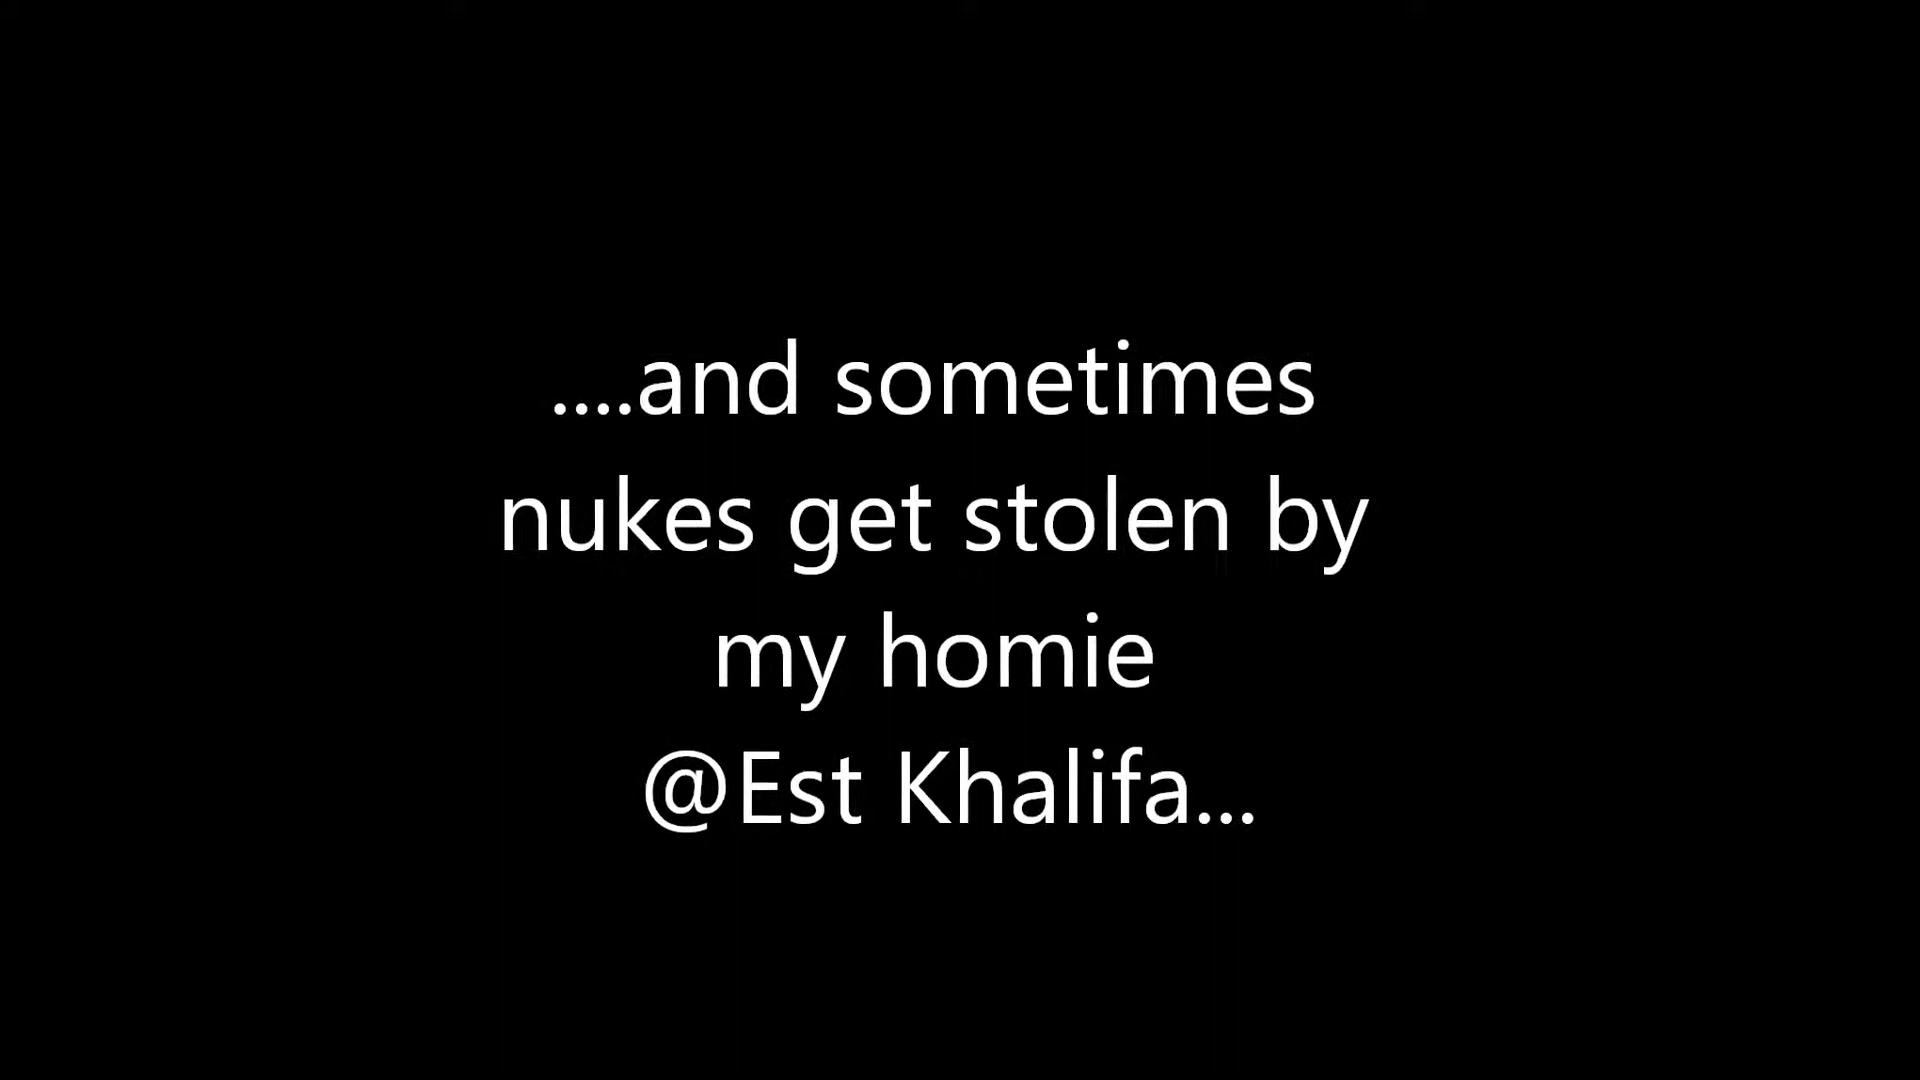 ....and sometimes
nukes get stolen by
my homie
@Est Khalifa...